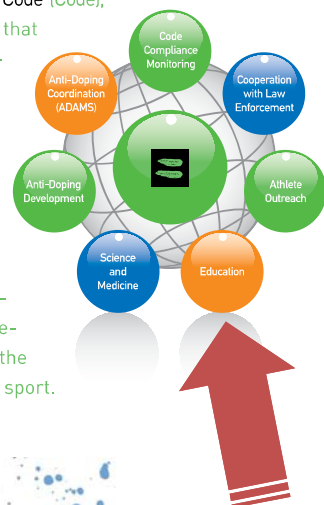 Code (Code),
that
Code
Compliance
Monitoring
Anti-Doping
Coordination
(ADAMS)
Cooperation
with Law
Enforcement
Anti-Doping
Development
Athlete
Outreach
Science
and
Medicine
Education
e-
the
sport.